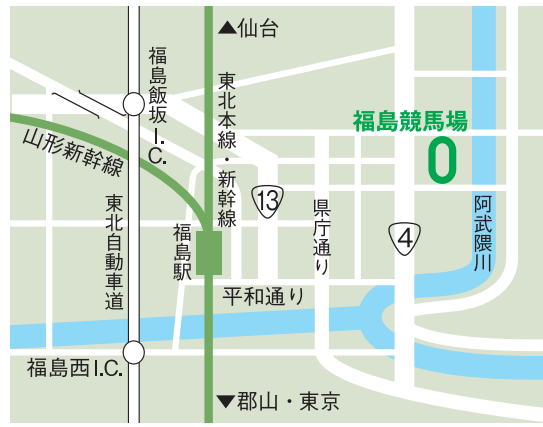 ▲仙台
福島飯坂I.C.
東北本線・新幹線
山形新幹線
福島競馬場
13
県庁通り
4
阿武隈川
東北自動車道
福島駅
平和通り
福島西I.C.
▼郡山・東京